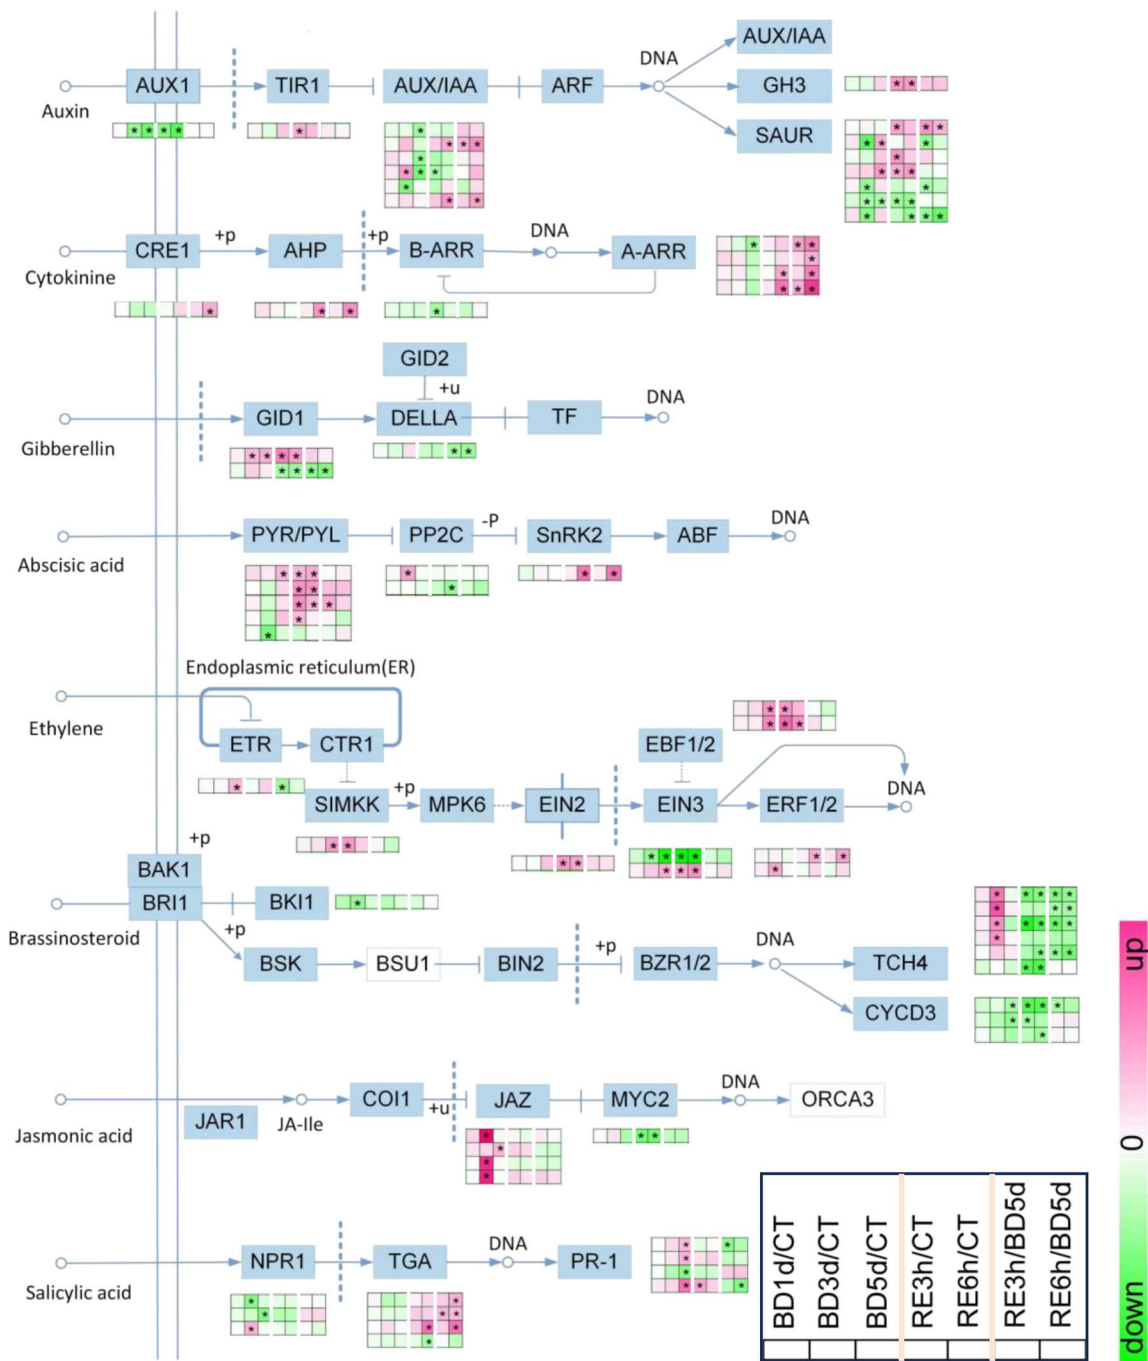 AUX/IAA
DNA
AUX1
TIR1
AUX/IAA
ARF
GH3
Auxin
SAUR
+p
+p
DNA
CRE1
AHP
B-ARR
A-ARR
Cytokinine
GID2
+u
DNA
GID1
DELLA
TF
Gibberellin
-P
DNA
PYR/PYL
PP2C
SnRK2
ABF
Abscisic acid
Endoplasmic reticulum(ER)
Ethylene
ETR
CTR1
EBF1/2
+p
DNA
SIMKK
MPK6
EIN2
EIN3
ERF1/2
+p
BAK1
BRI1
BKI1
Brassinosteroid
+p
+p
DNA
BSK
BSU1
BIN2
BZR1/2
TCH4
CYCD3
DNA
COI1
+u
JAZ
MYC2
ORCA3
JAR1
JA-Ile
Jasmonic acid
DNA
NPR1
TGA
PR-1
Salicylic acid
BD1d/CT
BD3d/CT
BD5d/CT
RE3h/CT
RE6h/CT
RE3h/BD5d
RE6h/BD5d
up
0
down